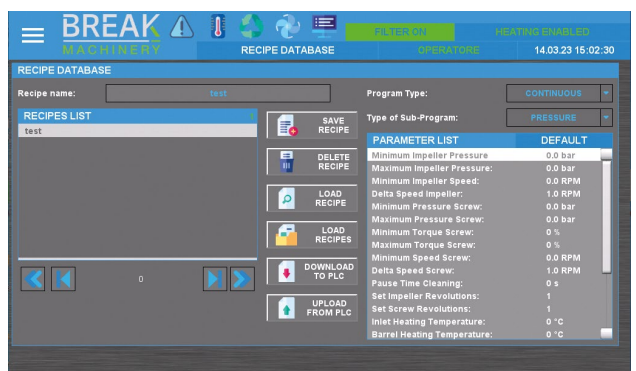 BREAK
MACHINERY
RECIPE DATABASE
FILTER ON
HEATING ENABLED
OPERATORE
14.03.23 15:02:30
RECIPE DATABASE
Recipe name:
test
Program Type:
CONTINUOUS
RECIPES LIST
test
Type of Sub-Program:
PRESSURE
SAVE
RECIPE
DELETE
RECIPE
LOAD
RECIPE
LOAD
RECIPES
DOWNLOAD
TO PLC
UPLOAD
FROM PLC
0
PARAMETER LIST DEFAULT
Minimum Impeller Pressure 0.0 bar
Maximum Impeller Pressure: 0.0 bar
Minimum Impeller Speed: 0.0 RPM
Delta Speed Impeller: 1.0 RPM
Minimum Pressure Screw: 0.0 bar
Maximum Pressure Screw: 0.0 bar
Minimum Torque Screw: 0 %
Maximum Torque Screw: 0 %
Minimum Speed Screw: 0.0 RPM
Delta Speed Screw: 1.0 RPM
Pause Time Cleaning: 0 s
Set Impeller Revolutions: 1
Set Screw Revolutions: 1
Inlet Heating Temperature: 0 °C
Barrel Heating Temperature: 0 °C